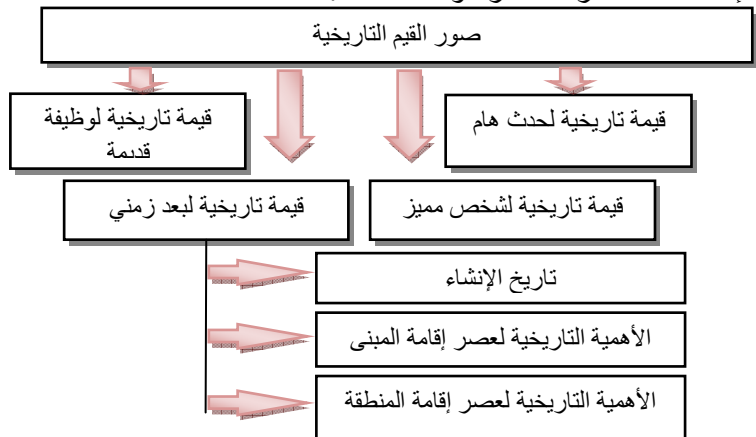 صور القيم التاريخية
قيمة تاريخية لحدث هام
قيمة تاريخية لوظيفة
قديمة
قيمة تاريخية لشخص مميز
قيمة تاريخية لبعد زمني
تاريخ الإنشاء
الأهمية التاريخية لعصر إقامة المبنى
الأهمية التاريخية لعصر إقامة المنطقة